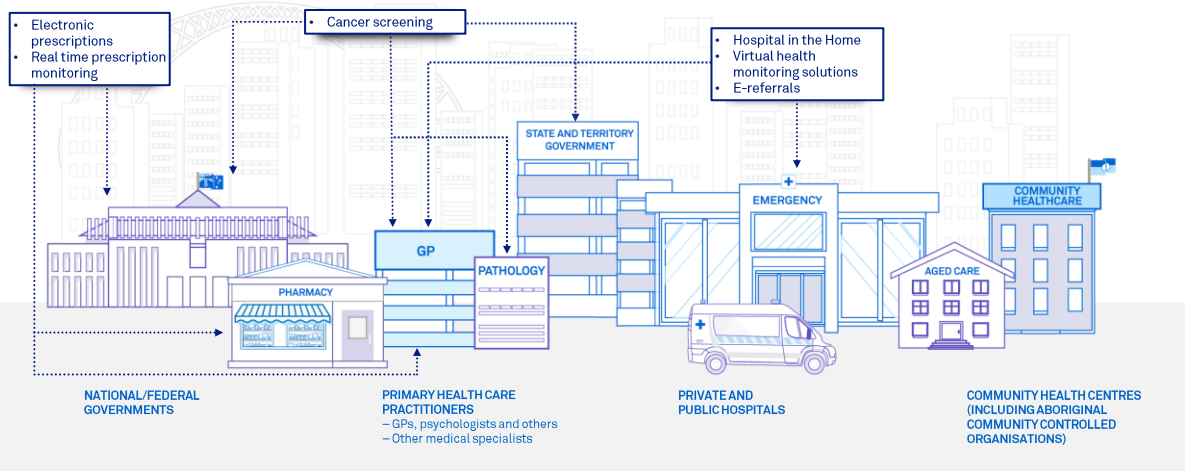 • Electronic
prescriptions
• Real time prescription
monitoring
• Cancer screening
• Hospital in the Home
• Virtual health
monitoring solutions
• E-referrals
STATE AND TERRITORY
GOVERNMENT
EMERGENCY
COMMUNITY
HEALTHCARE
GP
PATHOLOGY
AGED CARE
PHARMACY
NATIONAL/FEDERAL
GOVERNMENTS
PRIMARY HEALTH CARE
PRACTITIONERS
– GPs, psychologists and others
– Other medical specialists
PRIVATE AND
PUBLIC HOSPITALS
COMMUNITY HEALTH CENTRES
(INCLUDING ABORIGINAL
COMMUNITY CONTROLLED
ORGANISATIONS)